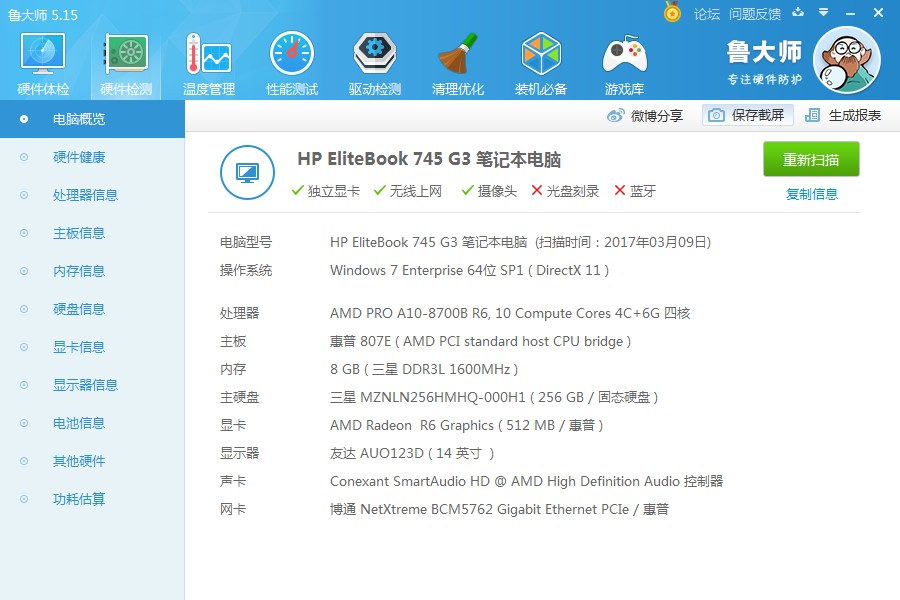 鲁大师 5.15
论坛 问题反馈
硬件体检 硬件检测 温度管理 性能测试 驱动检测 清理优化 装机必备 游戏库
鲁大师
专注硬件防护
微博分享 保存截屏 生成报表
电脑概览
硬件健康
处理器信息
主板信息
内存信息
硬盘信息
显卡信息
显示器信息
电池信息
其他硬件
功耗估算
HP EliteBook 745 G3 笔记本电脑
独立显卡 无线上网 摄像头 光盘刻录 蓝牙
重新扫描
复制信息
电脑型号 HP EliteBook 745 G3 笔记本电脑 (扫描时间：2017年03月09日)
操作系统 Windows 7 Enterprise 64位 SP1 ( DirectX 11 )
处理器 AMD PRO A10-8700B R6, 10 Compute Cores 4C+6G 四核
主板 惠普 807E ( AMD PCI standard host CPU bridge )
内存 8 GB ( 三星 DDR3L 1600MHz )
主硬盘 三星 MZNLN256HMHQ-000H1 ( 256 GB / 固态硬盘 )
显卡 AMD Radeon R6 Graphics ( 512 MB / 惠普 )
显示器 友达 AUO123D ( 14 英寸 )
声卡 Conexant SmartAudio HD @ AMD High Definition Audio 控制器
网卡 博通 NetXtreme BCM5762 Gigabit Ethernet PCIe / 惠普